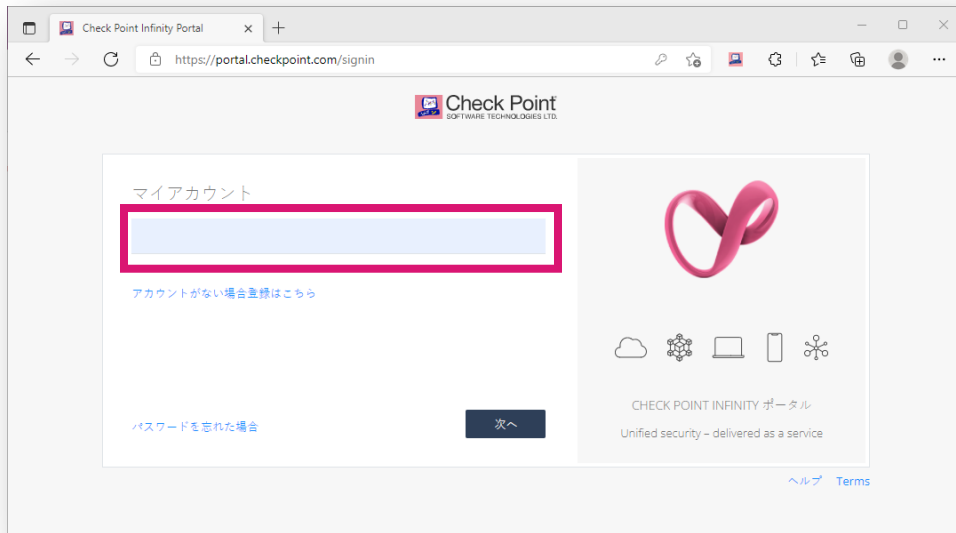 Check Point Infinity Portal
https://portal.checkpoint.com/signin
Check Point
SOFTWARE TECHNOLOGIES LTD.
マイアカウント
アカウントがない場合登録はこちら
パスワードを忘れた場合
次へ
CHECK POINT INFINITY ポータル
Unified security – delivered as a service
ヘルプ Terms